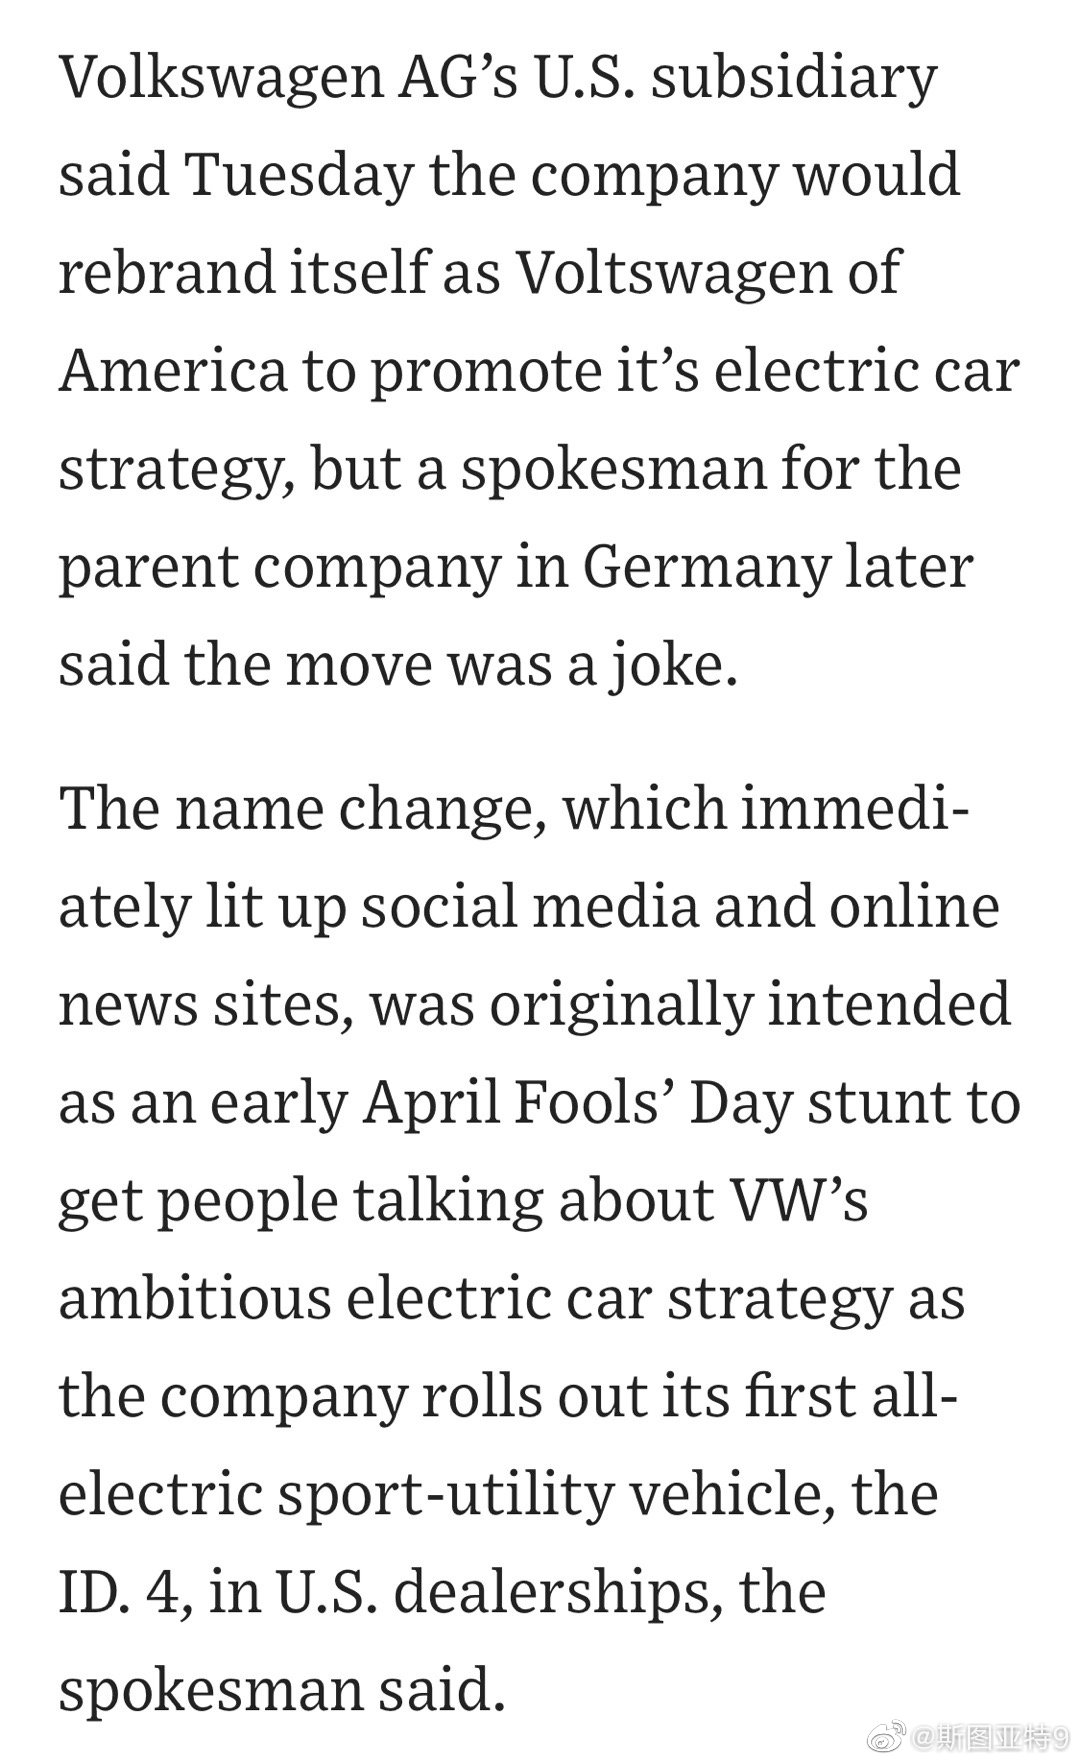 Volkswagen AG’s U.S. subsidiary
said Tuesday the company would
rebrand itself as Voltswagen of
America to promote it’s electric car
strategy, but a spokesman for the
parent company in Germany later
said the move was a joke.
The name change, which immedi-
ately lit up social media and online
news sites, was originally intended
as an early April Fools’ Day stunt to
get people talking about VW’s
ambitious electric car strategy as
the company rolls out its first all-
electric sport-utility vehicle, the
ID. 4, in U.S. dealerships, the
spokesman said.
@斯图亚特9